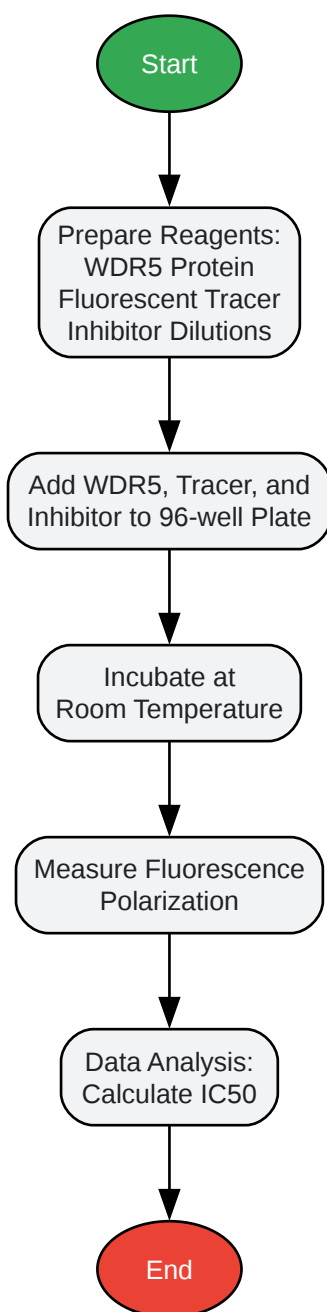 Start
Prepare Reagents:
WDR5 Protein
Fluorescent Tracer
Inhibitor Dilutions
Add WDR5, Tracer, and
Inhibitor to 96-well Plate
Incubate at
Room Temperature
Measure Fluorescence
Polarization
Data Analysis:
Calculate IC50
End